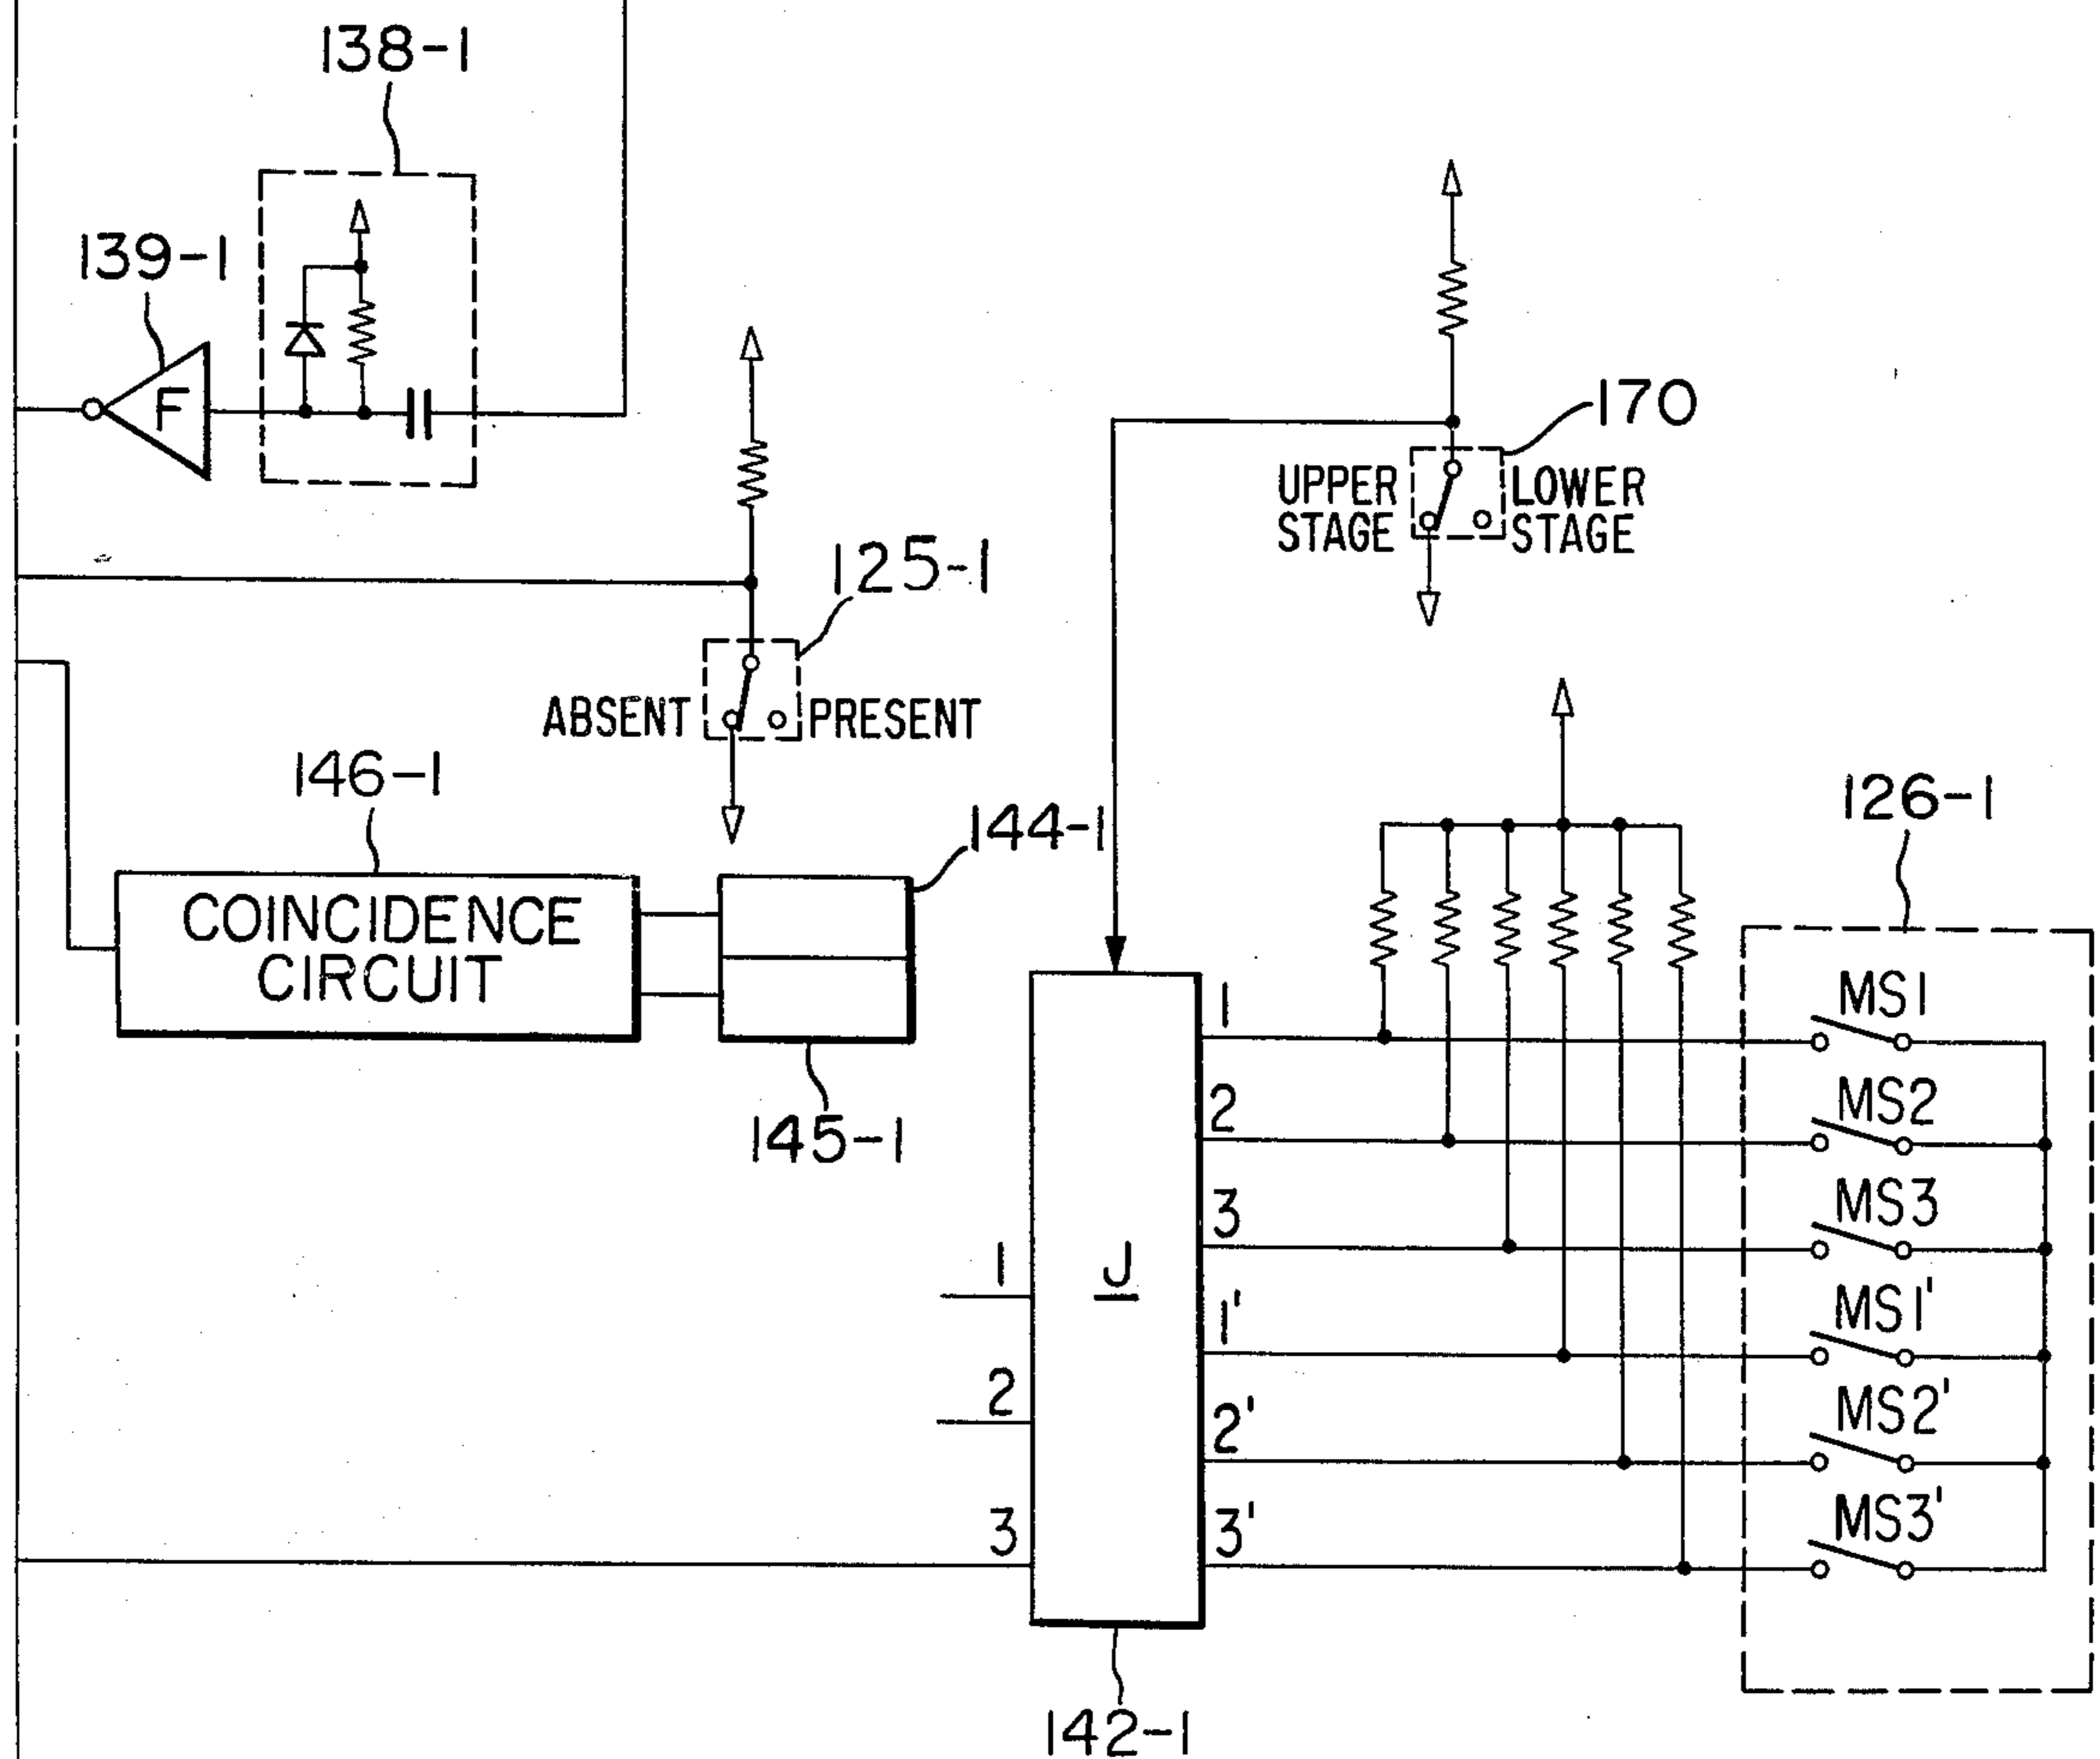 138-1
139-1
F
170
UPPER STAGE
LOWER STAGE
125-1
ABSENT
PRESENT
146-1
COINCIDENCE
CIRCUIT
144-1
145-1
126-1
J
1
2
3
1
2
3
1'
2'
3'
MS1
MS2
MS3
MS1'
MS2'
MS3'
142-1